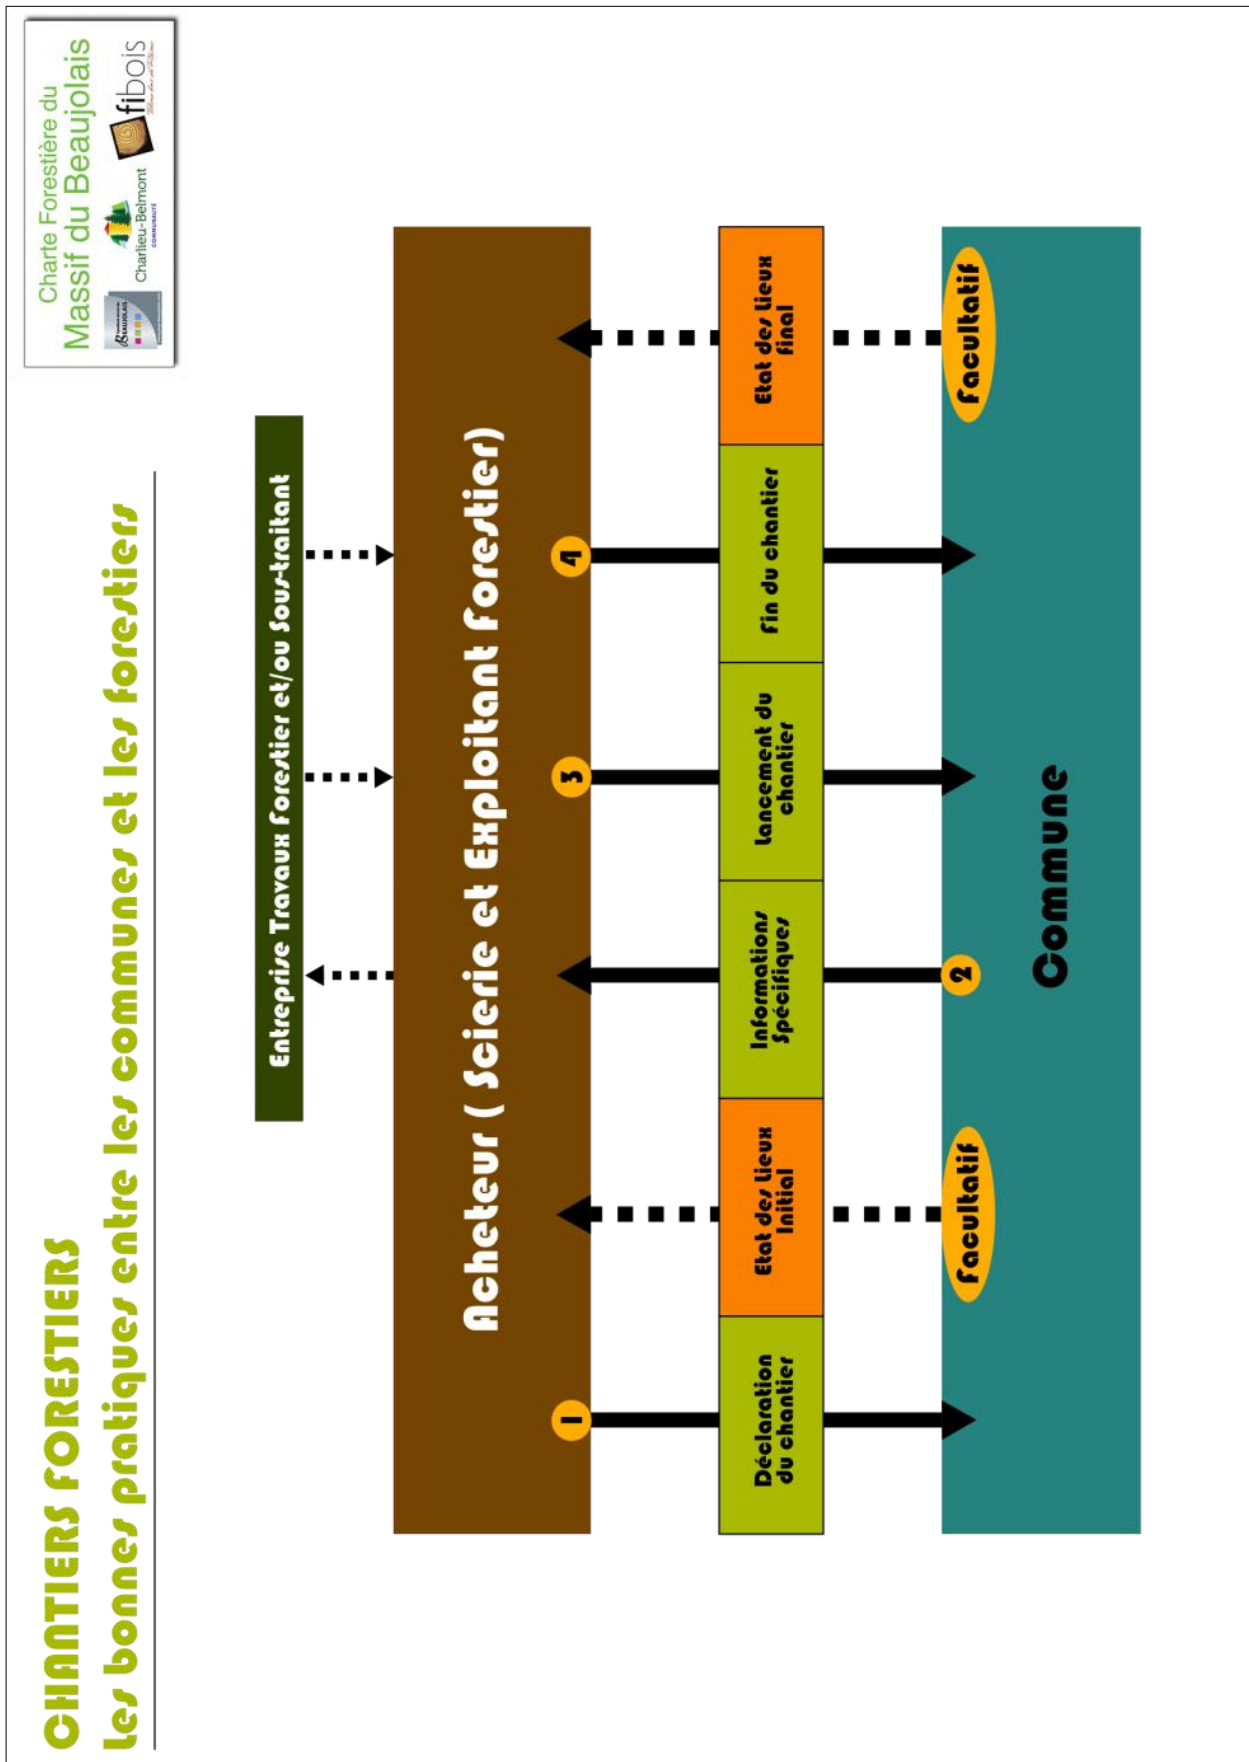 CHANTIERS FORESTIERS
Les bonnes pratiques entre les communes et les forestiers
Charte Forestière du
Massif du Beaujolais
BEAUJOLAIS
Charlieu-Belmont
COMMUNAUTÉ
fibois
Entreprise Travaux Forestier et/ou Sous-traitant
Acheteur ( Scierie et Exploitant Forestier)
1
3
4
Déclaration
du chantier
Etat des Lieux
Initial
Informations
Spécifiques
Lancement du
chantier
Fin du chantier
Etat des Lieux
final
Facultatif
2
Facultatif
Commune